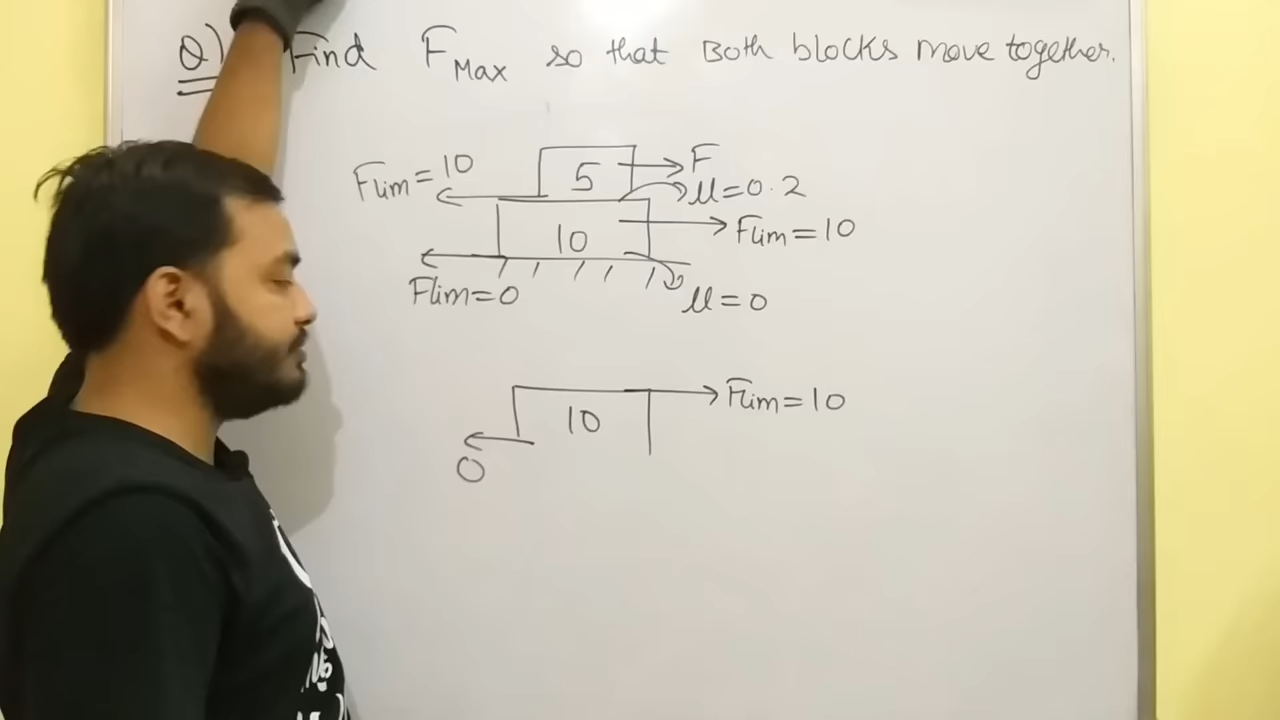 Q) Find FMax so that Both blocks move together.
Flim = 10
5
F
μ = 0.2
10
Flim = 10
Flim = 0
μ = 0
10
Flim = 10
0